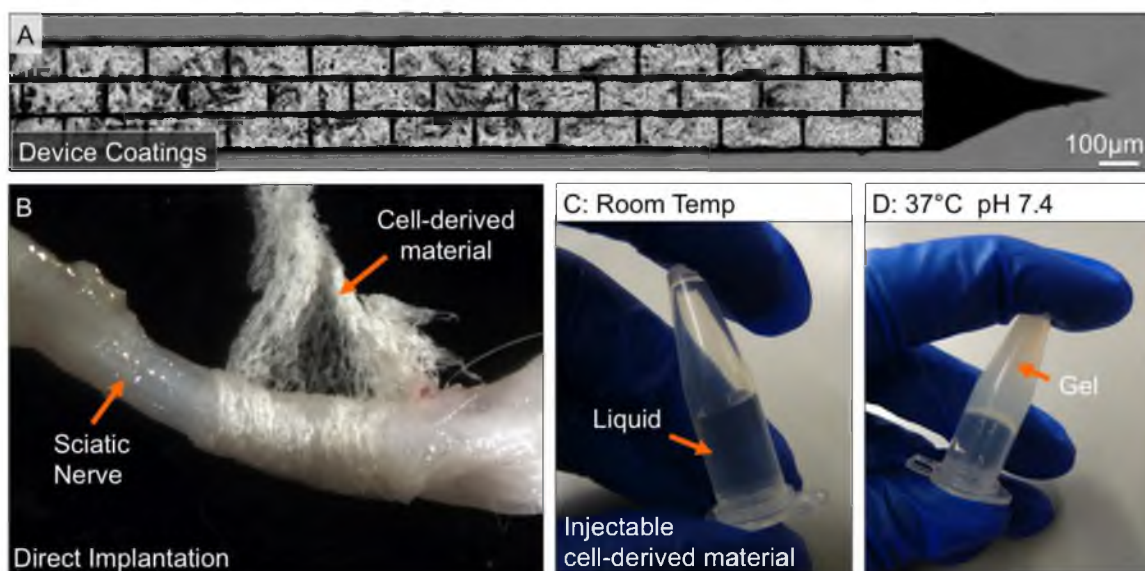 A
Device Coatings
100μm
B
Cell-derived
material
Sciatic
Nerve
Direct Implantation
C: Room Temp
Liquid
Injectable
cell-derived material
D: 37°C pH 7.4
Gel